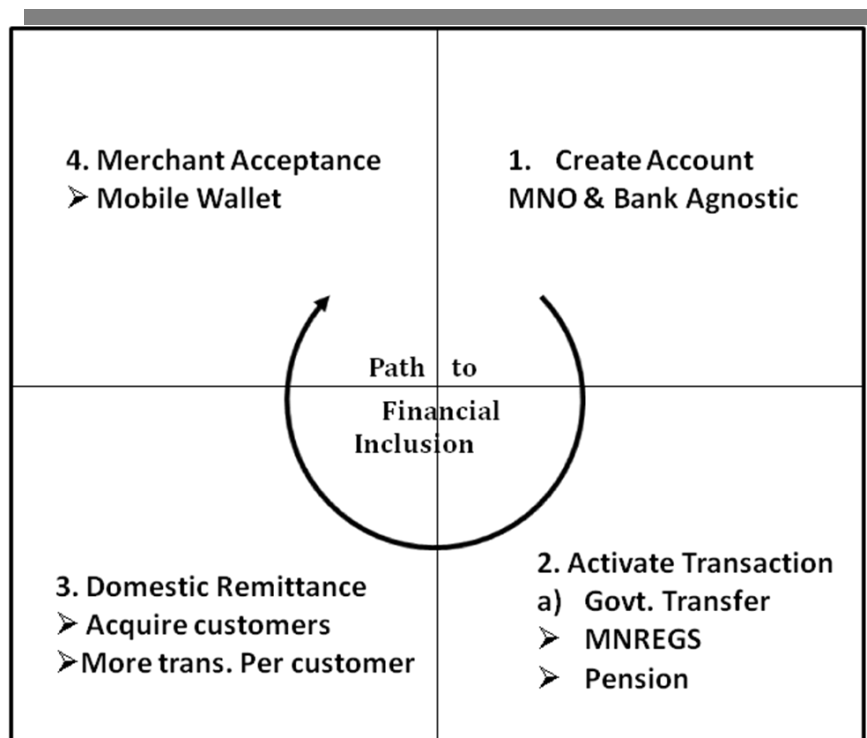 4. Merchant Acceptance
➢ Mobile Wallet
1. Create Account
MNO & Bank Agnostic
Path to
Financial
Inclusion
3. Domestic Remittance
➢ Acquire customers
➢More trans. Per customer
2. Activate Transaction
a) Govt. Transfer
➢ MNREGS
➢ Pension